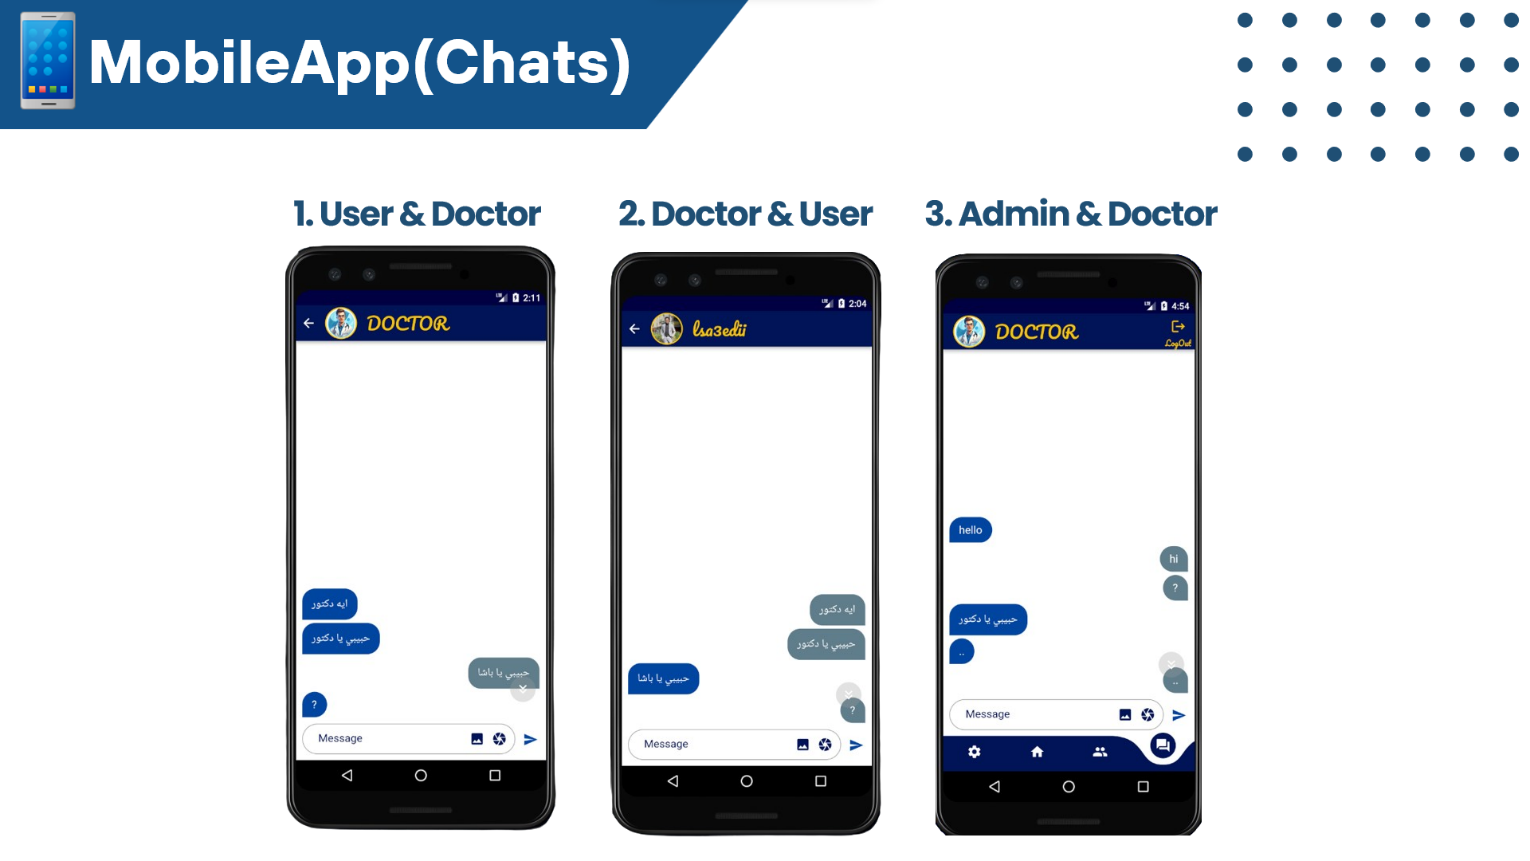 MobileApp(Chats)
1. User & Doctor
2:11
DOCTOR
ايه دكتور
حبيبي يا دكتور
حبيبي يا باشا
?
Message
2. Doctor & User
2:04
lsa3edii
ايه دكتور
حبيبي يا دكتور
حبيبي يا باشا
?
Message
3. Admin & Doctor
4:54
DOCTOR
LogOut
hello
hi
?
حبيبي يا دكتور
..
..
Message